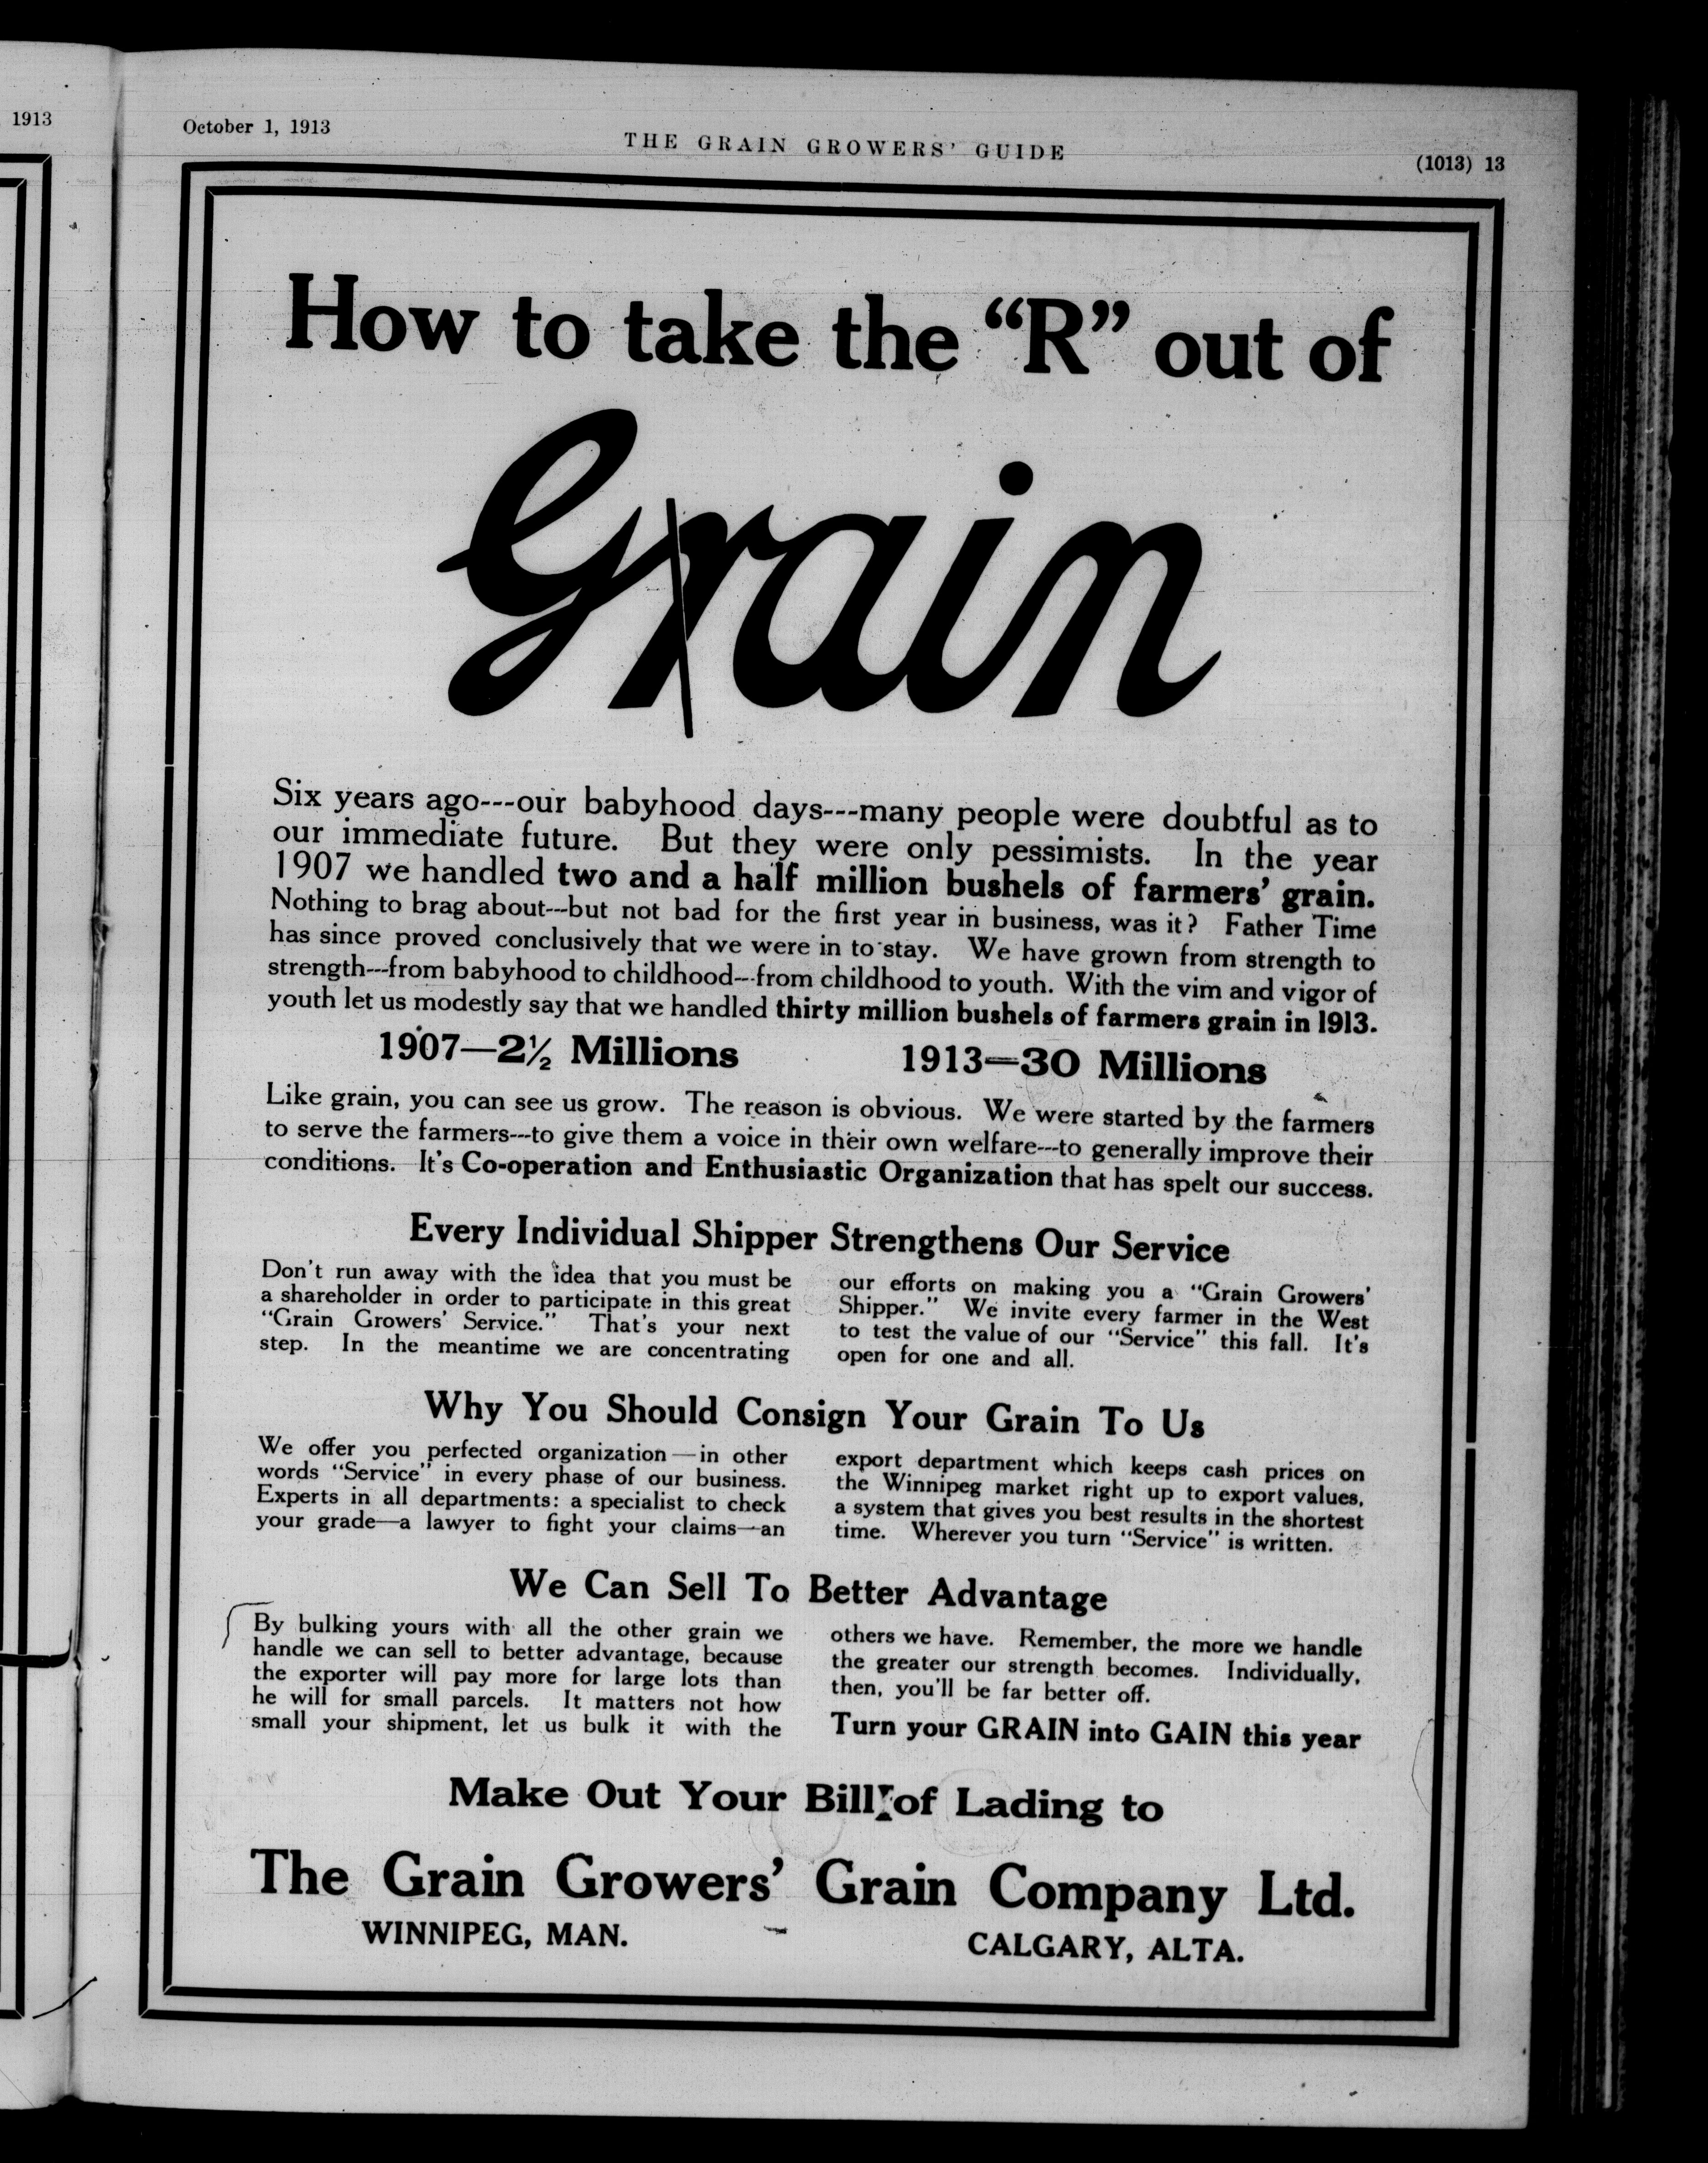 1913
October 1, 1913
THE GRAIN GROWERS' GUIDE
(1013) 13
How to take the “R” out of
Grain
Six years ago---our babyhood days---many people were doubtful as to
our immediate future. But they were only pessimists. In the year
1907 we handled two and a half million bushels of farmers' grain.
Nothing to brag about---but not bad for the first year in business, was it? Father Time
has since proved conclusively that we were in to stay. We have grown from strength to
strength---from babyhood to childhood---from childhood to youth. With the vim and vigor of
youth let us modestly say that we handled thirty million bushels of farmers grain in 1913.
1907—2½ Millions
1913—30 Millions
Like grain, you can see us grow. The reason is obvious. We were started by the farmers
to serve the farmers---to give them a voice in their own welfare---to generally improve their
conditions. It's Co-operation and Enthusiastic Organization that has spelt our success.
Every Individual Shipper Strengthens Our Service
Don't run away with the idea that you must be
a shareholder in order to participate in this great
“Grain Growers' Service.” That's your next
step. In the meantime we are concentrating
our efforts on making you a “Grain Growers'
Shipper.” We invite every farmer in the West
to test the value of our “Service” this fall. It's
open for one and all.
Why You Should Consign Your Grain To Us
We offer you perfected organization—in other
words “Service” in every phase of our business.
Experts in all departments: a specialist to check
your grade—a lawyer to fight your claims—an
export department which keeps cash prices on
the Winnipeg market right up to export values,
a system that gives you best results in the shortest
time. Wherever you turn “Service” is written.
We Can Sell To Better Advantage
By bulking yours with all the other grain we
handle we can sell to better advantage, because
the exporter will pay more for large lots than
he will for small parcels. It matters not how
small your shipment, let us bulk it with the
others we have. Remember, the more we handle
the greater our strength becomes. Individually,
then, you'll be far better off.
Turn your GRAIN into GAIN this year
Make Out Your Bill of Lading to
The Grain Growers' Grain Company Ltd.
WINNIPEG, MAN.
CALGARY, ALTA.